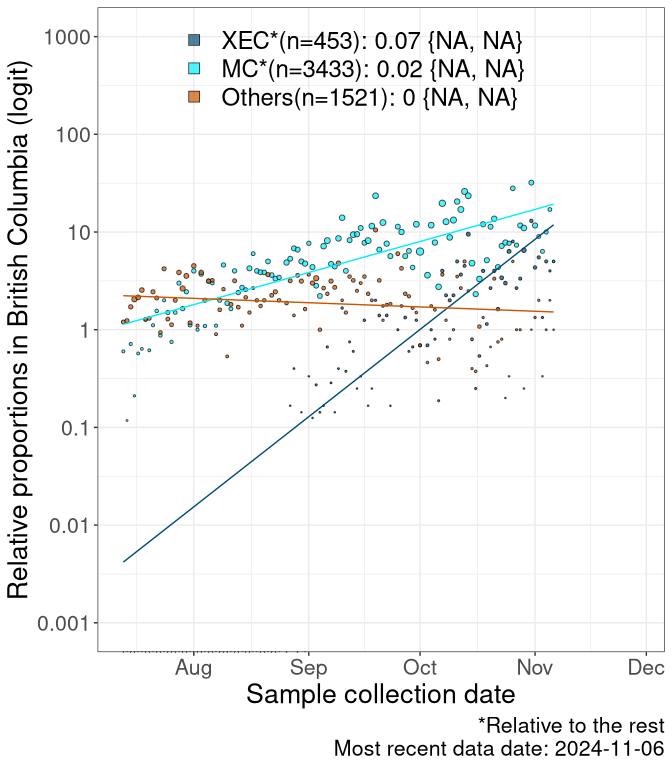 XEC*(n=453): 0.07 {NA, NA}
MC*(n=3433): 0.02 {NA, NA}
Others(n=1521): 0 {NA, NA}
Relative proportions in British Columbia (logit)
1000
100
10
1
0.1
0.01
0.001
Aug Sep Oct Nov Dec
Sample collection date
*Relative to the rest
Most recent data date: 2024-11-06